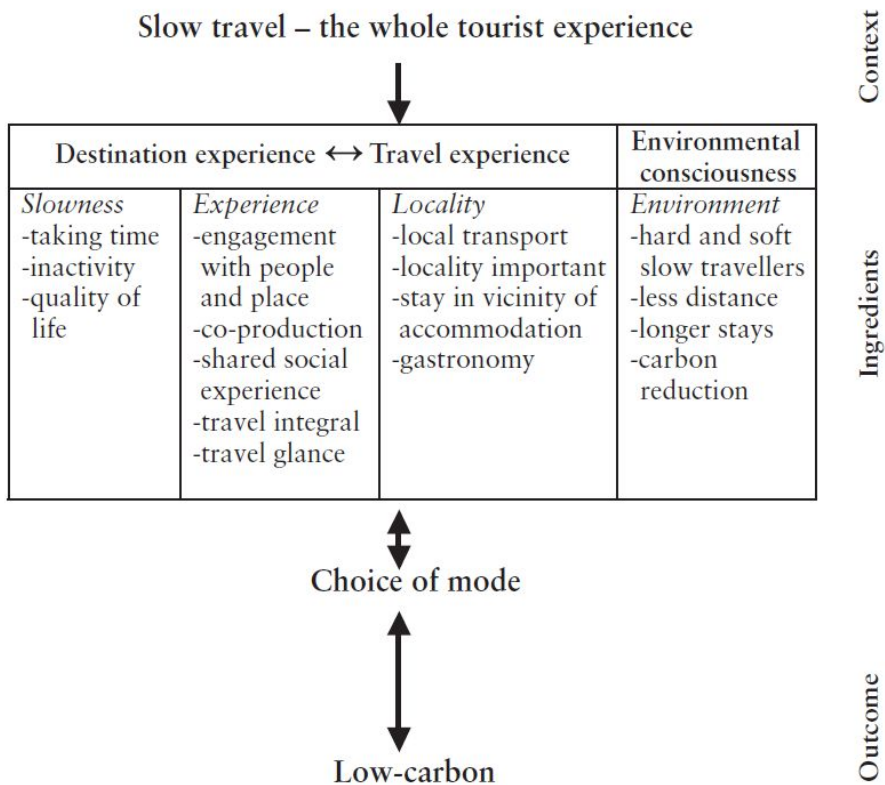 Slow travel – the whole tourist experience
Context
Destination experience ↔ Travel experience
Environmental
consciousness
Slowness
-taking time
-inactivity
-quality of
life
Experience
-engagement
with people
and place
-co-production
-shared social
experience
-travel integral
-travel glance
Locality
-local transport
-locality important
-stay in vicinity of
accommodation
-gastronomy
Environment
-hard and soft
slow travellers
-less distance
-longer stays
-carbon
reduction
Ingredients
Choice of mode
Low-carbon
Outcome